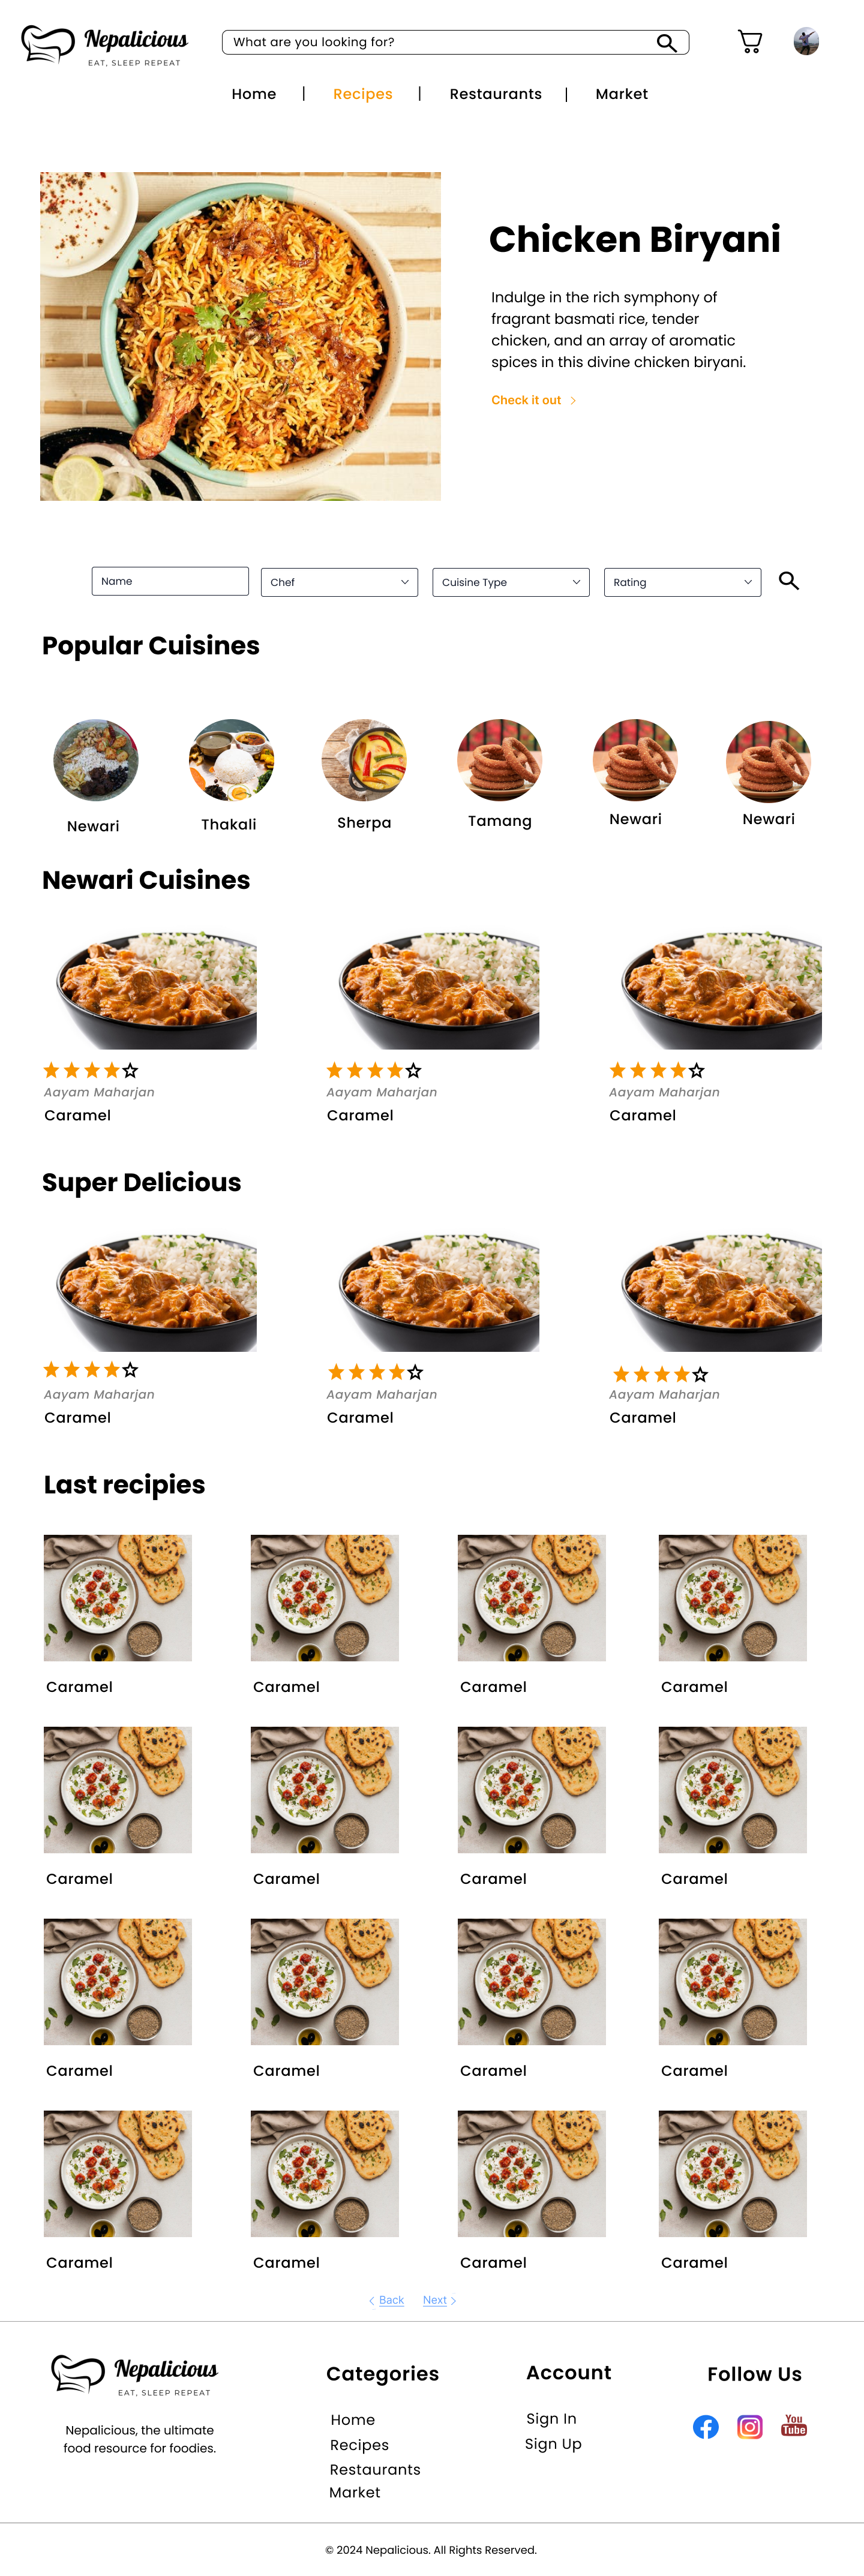 Nepalicious
EAT, SLEEP REPEAT
What are you looking for?
Home | Recipes | Restaurants | Market
Chicken Biryani
Indulge in the rich symphony of
fragrant basmati rice, tender
chicken, and an array of aromatic
spices in this divine chicken biryani.
Check it out
Name Chef Cuisine Type Rating
Popular Cuisines
Newari Thakali Sherpa Tamang Newari Newari
Newari Cuisines
Aayam Maharjan Aayam Maharjan Aayam Maharjan
Caramel Caramel Caramel
Super Delicious
Aayam Maharjan Aayam Maharjan Aayam Maharjan
Caramel Caramel Caramel
Last recipies
Caramel Caramel Caramel Caramel
Caramel Caramel Caramel Caramel
Caramel Caramel Caramel Caramel
Caramel Caramel Caramel Caramel
Back Next
Nepalicious
EAT, SLEEP REPEAT
Nepalicious, the ultimate
food resource for foodies.
Categories
Home
Recipes
Restaurants
Market
Account
Sign In
Sign Up
Follow Us
You
Tube
© 2024 Nepalicious. All Rights Reserved.